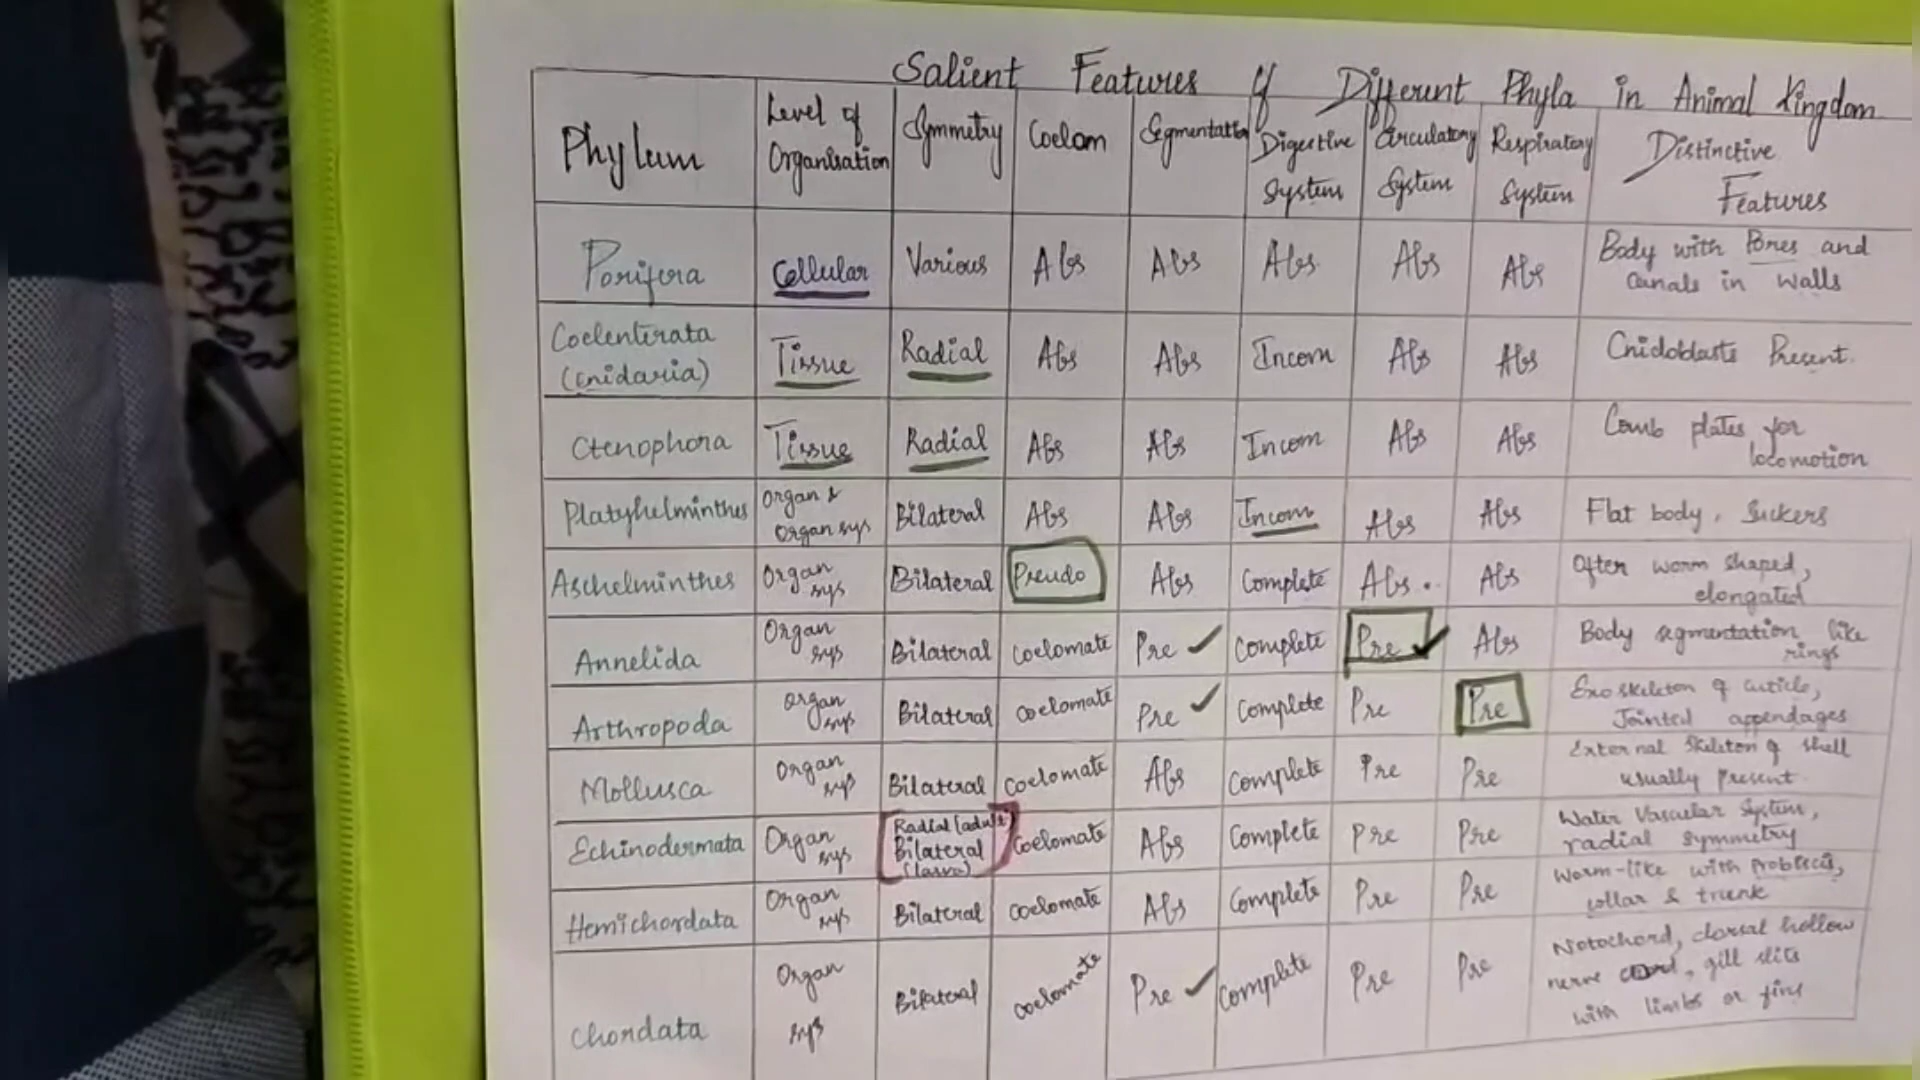 Salient Features of Different Phyla in Animal Kingdom
Phylum | Level of Organisation | Symmetry | Coelom | Segmentation | Digestive System | Circulatory System | Respiratory System | Distinctive Features
Porifera | Cellular | Various | Abs | Abs | Abs | Abs | Abs | Body with Pores and Canals in walls
Coelenterata (Cnidaria) | Tissue | Radial | Abs | Abs | Incom | Abs | Abs | Cnidoblasts Present.
Ctenophora | Tissue | Radial | Abs | Abs | Incom | Abs | Abs | Comb plates for locomotion
Platyhelminthes | Organ & organ sys | Bilateral | Abs | Abs | Incom | Abs | Abs | Flat body, Suckers
Aschelminthes | Organ sys | Bilateral | Pseudo | Abs | Complete | Abs. | Abs | Often worm shaped, elongated
Annelida | Organ sys | Bilateral | Coelomate | Pre ✓ | Complete | Pre ✓ | Abs | Body segmentation like rings
Arthropoda | Organ sys | Bilateral | Coelomate | Pre ✓ | Complete | Pre | Pre | Exoskeleton of cuticle, Jointed appendages
Mollusca | Organ sys | Bilateral | Coelomate | Abs | Complete | Pre | Pre | External Skeleton of shell usually present
Echinodermata | Organ sys | Radial (adult) Bilateral (larva) | Coelomate | Abs | Complete | Pre | Pre | Water Vascular System, radial symmetry
Hemichordata | Organ sys | Bilateral | Coelomate | Abs | Complete | Pre | Pre | Worm-like with Proboscis, collar & trunk
Chordata | Organ sys | Bilateral | Coelomate | Pre ✓ | Complete | Pre | Pre | Notochord, dorsal hollow nerve cord, gill slits with limbs or fins